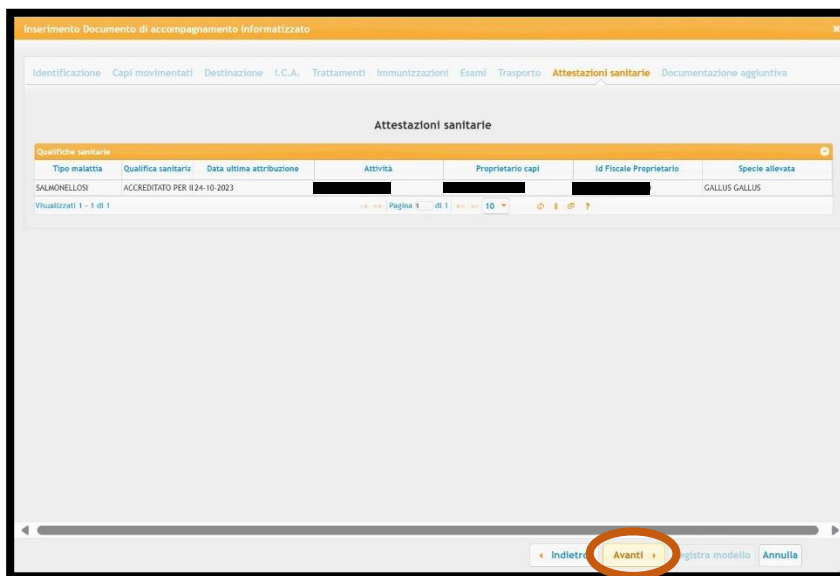 Inserimento Documento di accompagnamento informatizzato
Identificazione Capi movimentati Destinazione I.C.A. Trattamenti Immunizzazioni Esami Trasporto Attestazioni sanitarie Documentazione aggiuntiva
Attestazioni sanitarie
Qualifiche sanitarie
Tipo malattia Qualifica sanitaria Data ultima attribuzione Attività Proprietario capi Id Fiscale Proprietario Specie allevata
SALMONELLOSI ACCREDITATO PER II 24-10-2023 GALLUS GALLUS
Visualizzati 1 - 1 di 1 Pagina 1 di 1 10
Indietro Avanti gistra modello Annulla